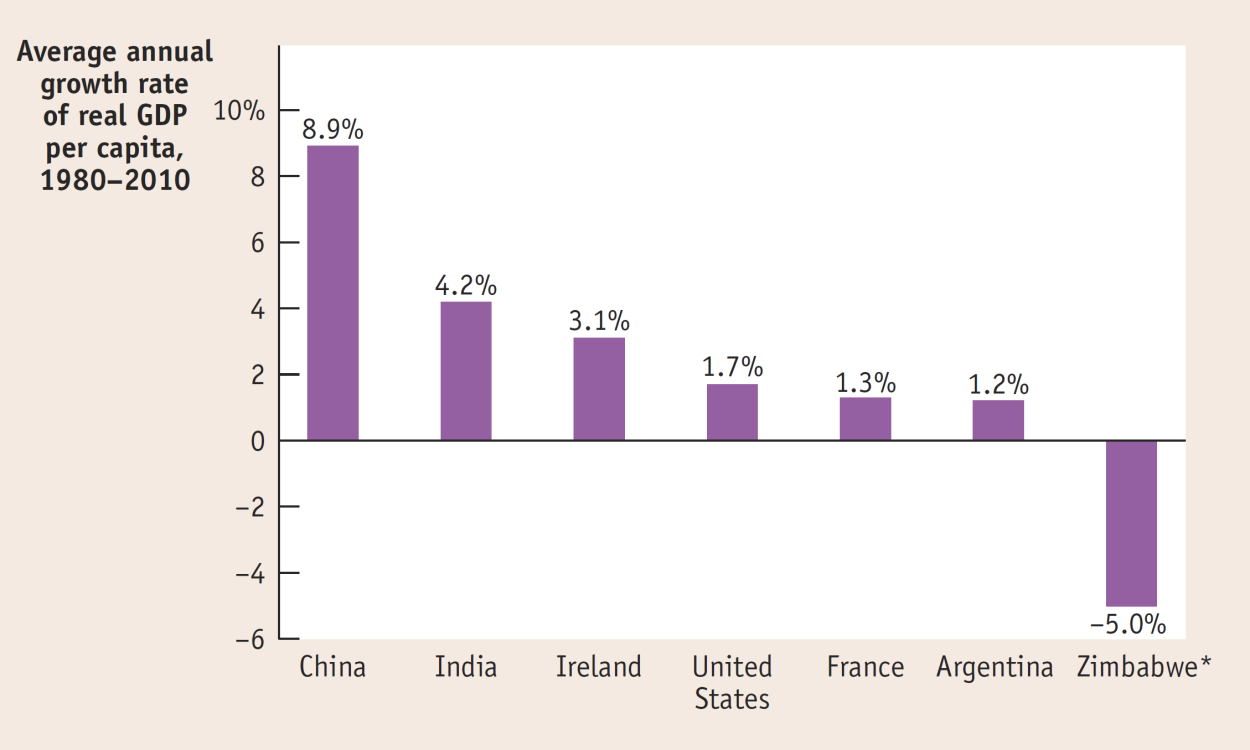 Average annual
growth rate
of real GDP
per capita,
1980–2010
10%
8
6
4
2
0
–2
–4
–6
8.9%
4.2%
3.1%
1.7%
1.3%
1.2%
–5.0%
China
India
Ireland
United
States
France
Argentina
Zimbabwe*